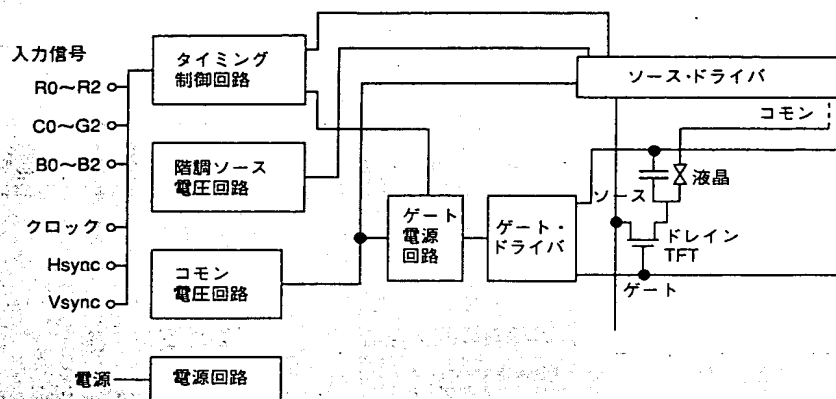 入力信号
R0～R2
C0～G2
B0～B2
クロック
Hsync
Vsync
電源
タイミング
制御回路
階調ソース
電圧回路
コモン
電圧回路
電源回路
ゲート
電源
回路
ゲート・
ドライバ
ソース・ドライバ
コモン
液晶
ソース
ドレイン
TFT
ゲート